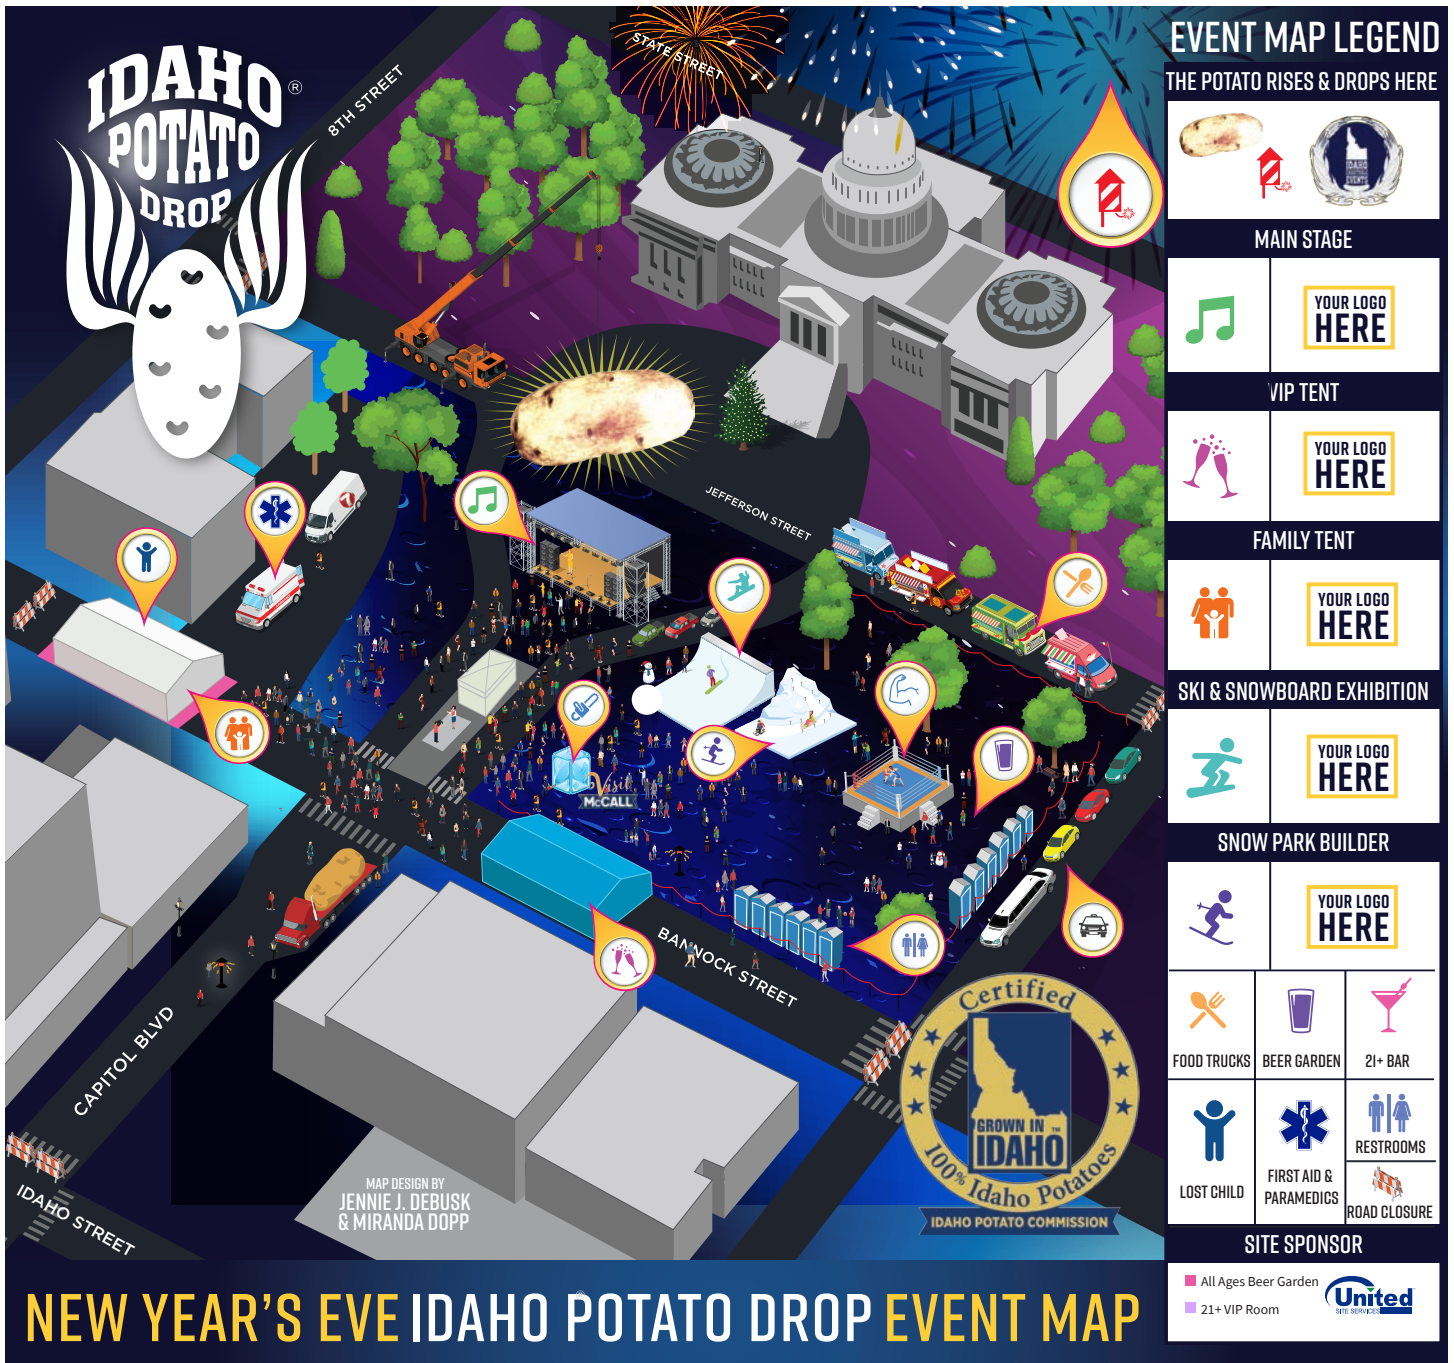 IDAHO
POTATO
DROP
®
8TH STREET
STATE STREET
JEFFERSON STREET
BANNOCK STREET
CAPITOL BLVD
IDAHO STREET
Visit
McCALL
MAP DESIGN BY
JENNIE J. DEBUSK
& MIRANDA DOPP
Certified
GROWN IN
IDAHO™
100% Idaho Potatoes
IDAHO POTATO COMMISSION
NEW YEAR'S EVE IDAHO POTATO DROP EVENT MAP
EVENT MAP LEGEND
THE POTATO RISES & DROPS HERE
IDAHO
EVENTS
MAIN STAGE
YOUR LOGO
HERE
VIP TENT
YOUR LOGO
HERE
FAMILY TENT
YOUR LOGO
HERE
SKI & SNOWBOARD EXHIBITION
YOUR LOGO
HERE
SNOW PARK BUILDER
YOUR LOGO
HERE
FOOD TRUCKS
BEER GARDEN
21+ BAR
LOST CHILD
FIRST AID &
PARAMEDICS
RESTROOMS
ROAD CLOSURE
SITE SPONSOR
All Ages Beer Garden
21+ VIP Room
United
SITE SERVICES